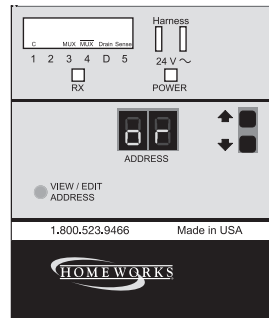 Harness
C MUX MUX Drain Sense
1 2 3 4 D 5 24 V ~
RX POWER
or
ADDRESS
VIEW / EDIT
ADDRESS
1.800.523.9466 Made in USA
HOMEWORKS